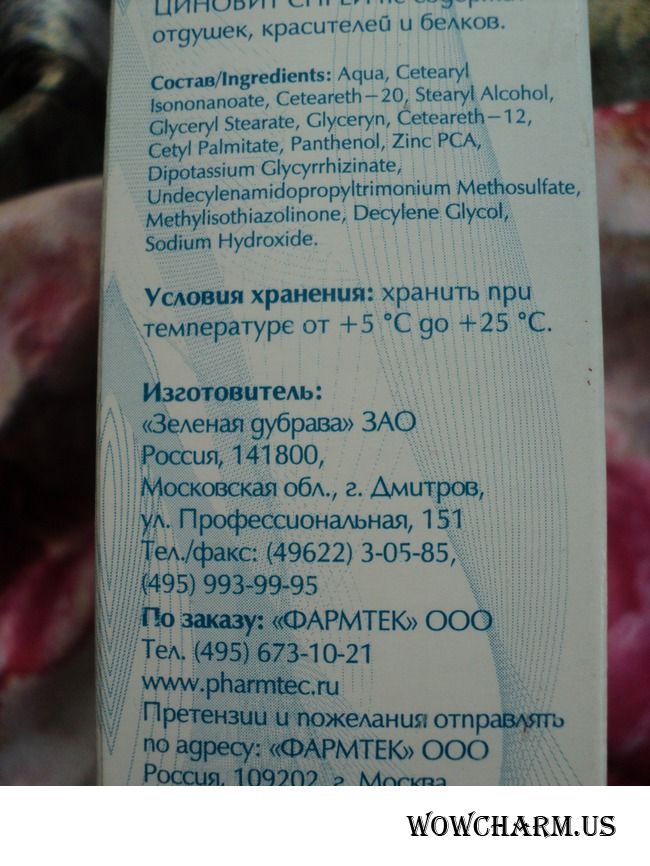 ЦИНОВИТ СПРЕЙ не содержит
отдушек, красителей и белков.
Состав/Ingredients: Aqua, Cetearyl
Isononanoate, Ceteareth–20, Stearyl Alcohol,
Glyceryl Stearate, Glyceryn, Ceteareth–12,
Cetyl Palmitate, Panthenol, Zinc PCA,
Dipotassium Glycyrrhizinate,
Undecylenamidopropyltrimonium Methosulfate,
Methylisothiazolinone, Decylene Glycol,
Sodium Hydroxide.
Условия хранения: хранить при
температуре от +5 °C до +25 °C.
Изготовитель:
«Зеленая дубрава» ЗАО
Россия, 141800,
Московская обл., г. Дмитров,
ул. Профессиональная, 151
Тел./факс: (49622) 3-05-85,
(495) 993-99-95
По заказу: «ФАРМТЕК» ООО
Тел. (495) 673-10-21
www.pharmtec.ru
Претензии и пожелания отправлять
по адресу: «ФАРМТЕК» ООО
Россия, 109202, г. Москва
WOWCHARM.US